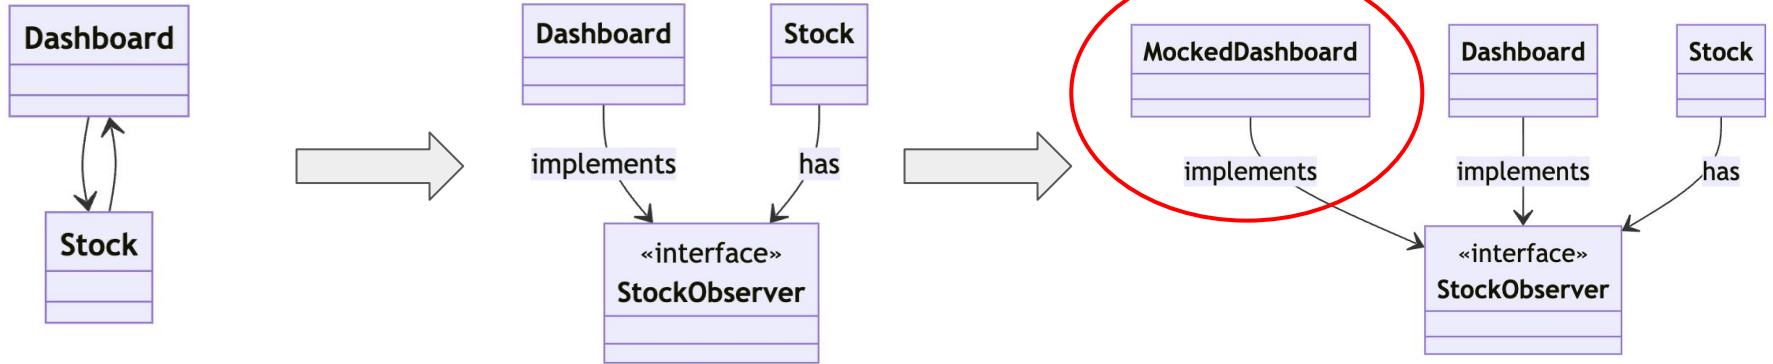 Dashboard
Stock
Dashboard
Stock
implements
has
«interface»
StockObserver
MockedDashboard
Dashboard
Stock
implements
implements
has
«interface»
StockObserver